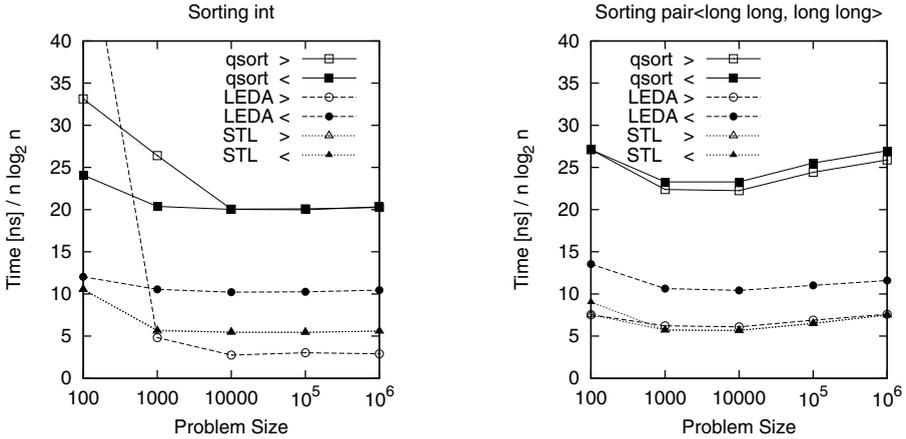 Sorting int
40
35
30
25
20
15
10
5
0
Time [ns] / n log2 n
qsort >
qsort <
LEDA >
LEDA <
STL >
STL <
100 1000 10000 10^5 10^6
Problem Size
Sorting pair<long long, long long>
40
35
30
25
20
15
10
5
0
Time [ns] / n log2 n
qsort >
qsort <
LEDA >
LEDA <
STL >
STL <
100 1000 10000 10^5 10^6
Problem Size